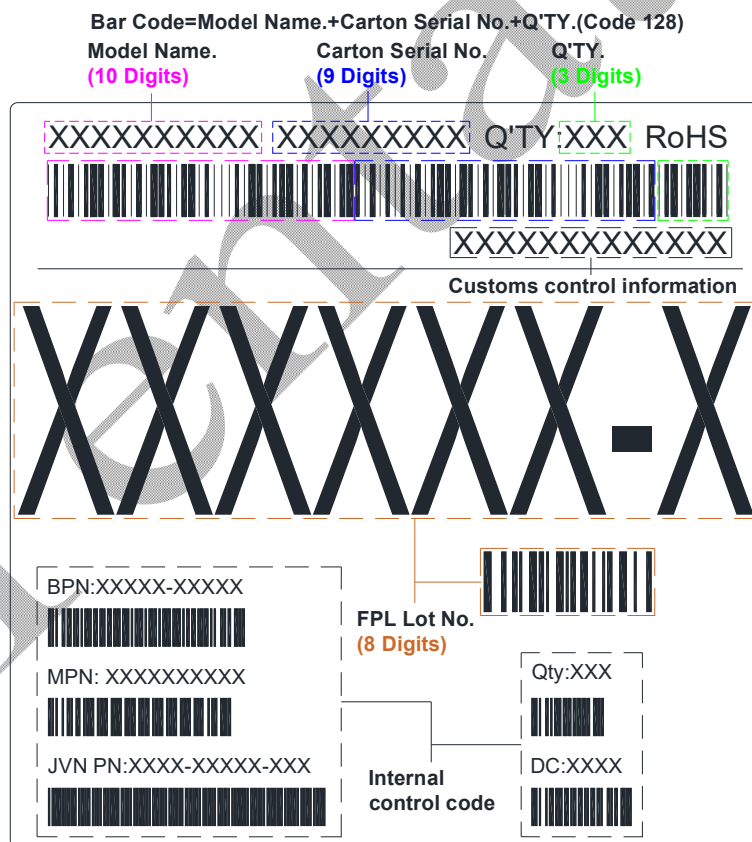 Bar Code=Model Name.+Carton Serial No.+Q'TY.(Code 128)
Model Name. Carton Serial No. Q'TY.
(10 Digits) (9 Digits) (3 Digits)
XXXXXXXXXX XXXXXXXXX Q'TY:XXX RoHS
XXXXXXXXXXXXX
Customs control information
XXXXXX-X
BPN:XXXXX-XXXXX
FPL Lot No.
(8 Digits)
MPN: XXXXXXXXXX
Qty:XXX
JVN PN:XXXX-XXXXX-XXX
DC:XXXX
Internal
control code